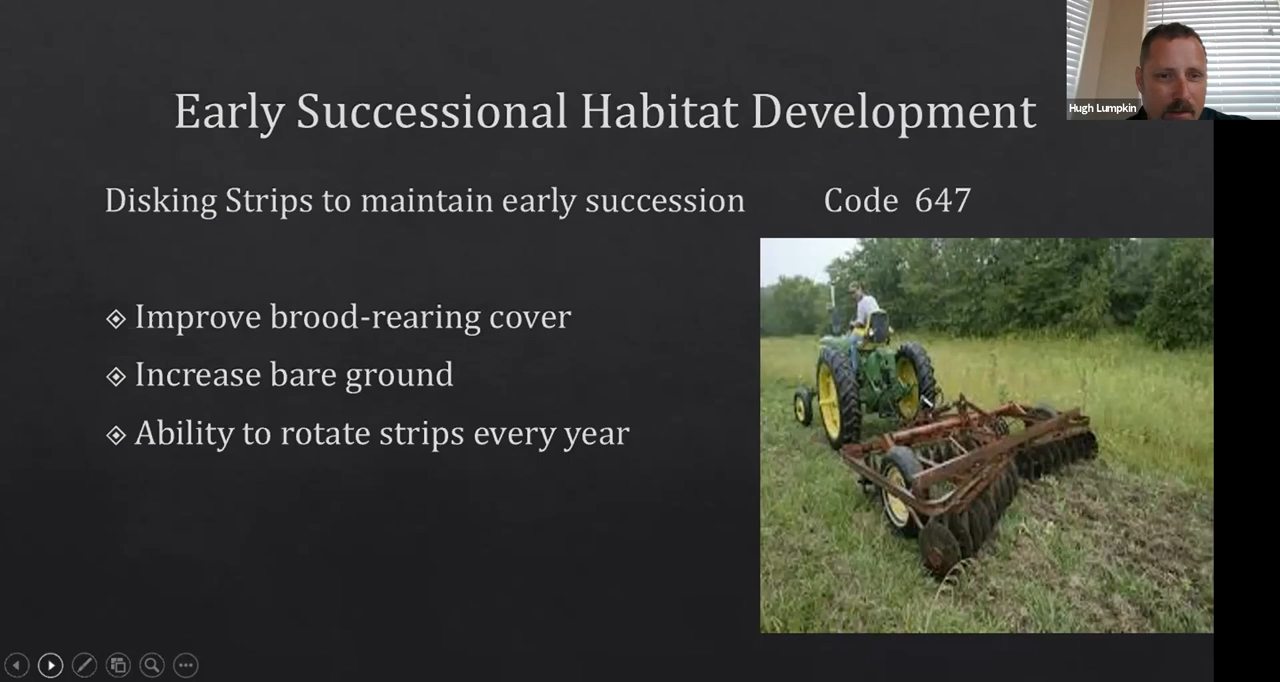 Hugh Lumpkin
Early Successional Habitat Development
Disking Strips to maintain early succession Code 647
Improve brood-rearing cover
Increase bare ground
Ability to rotate strips every year